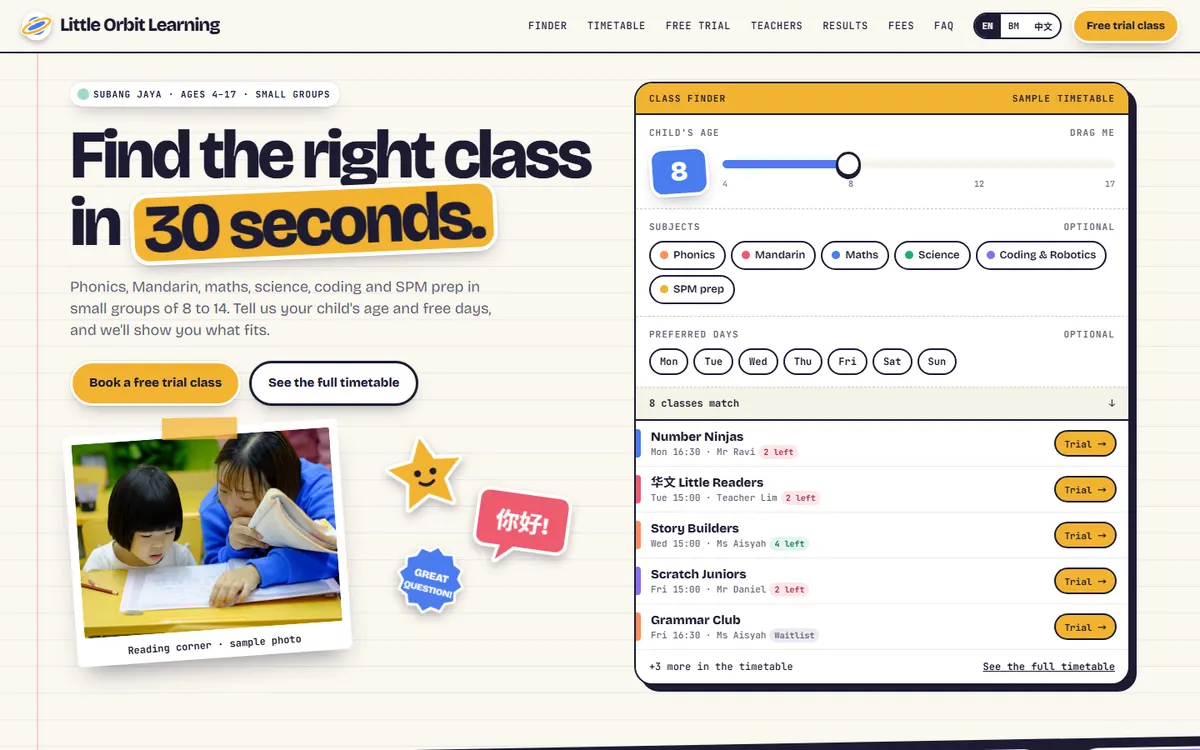 Little Orbit Learning
FINDER TIMETABLE FREE TRIAL TEACHERS RESULTS FEES FAQ
EN BM 中文
Free trial class
SUBANG JAYA · AGES 4–17 · SMALL GROUPS
Find the right class
in 30 seconds.
Phonics, Mandarin, maths, science, coding and SPM prep in
small groups of 8 to 14. Tell us your child's age and free days,
and we'll show you what fits.
Book a free trial class
See the full timetable
Reading corner · sample photo
你好!
GREAT
QUESTION!
CLASS FINDER SAMPLE TIMETABLE
CHILD'S AGE DRAG ME
8
4 8 12 17
SUBJECTS OPTIONAL
Phonics Mandarin Maths Science Coding & Robotics
SPM prep
PREFERRED DAYS OPTIONAL
Mon Tue Wed Thu Fri Sat Sun
8 classes match ↓
Number Ninjas
Mon 16:30 · Mr Ravi 2 left
Trial →
华文 Little Readers
Tue 15:00 · Teacher Lim 2 left
Trial →
Story Builders
Wed 15:00 · Ms Aisyah 4 left
Trial →
Scratch Juniors
Fri 15:00 · Mr Daniel 2 left
Trial →
Grammar Club
Fri 16:30 · Ms Aisyah Waitlist
Trial →
+3 more in the timetable See the full timetable